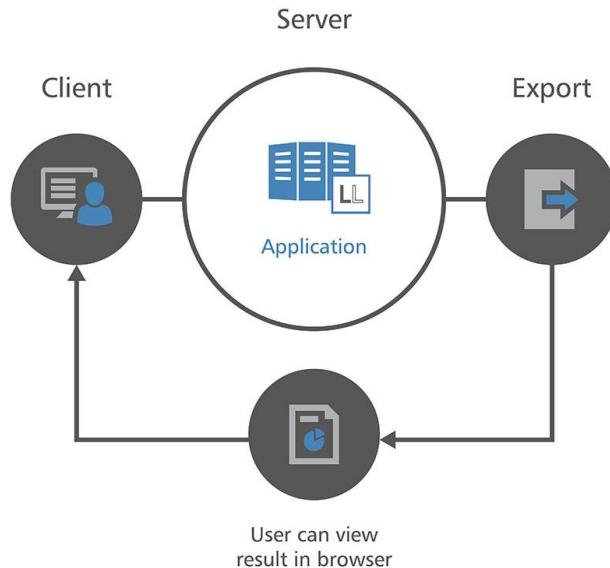 Server
Client
Export
LL
Application
User can view
result in browser